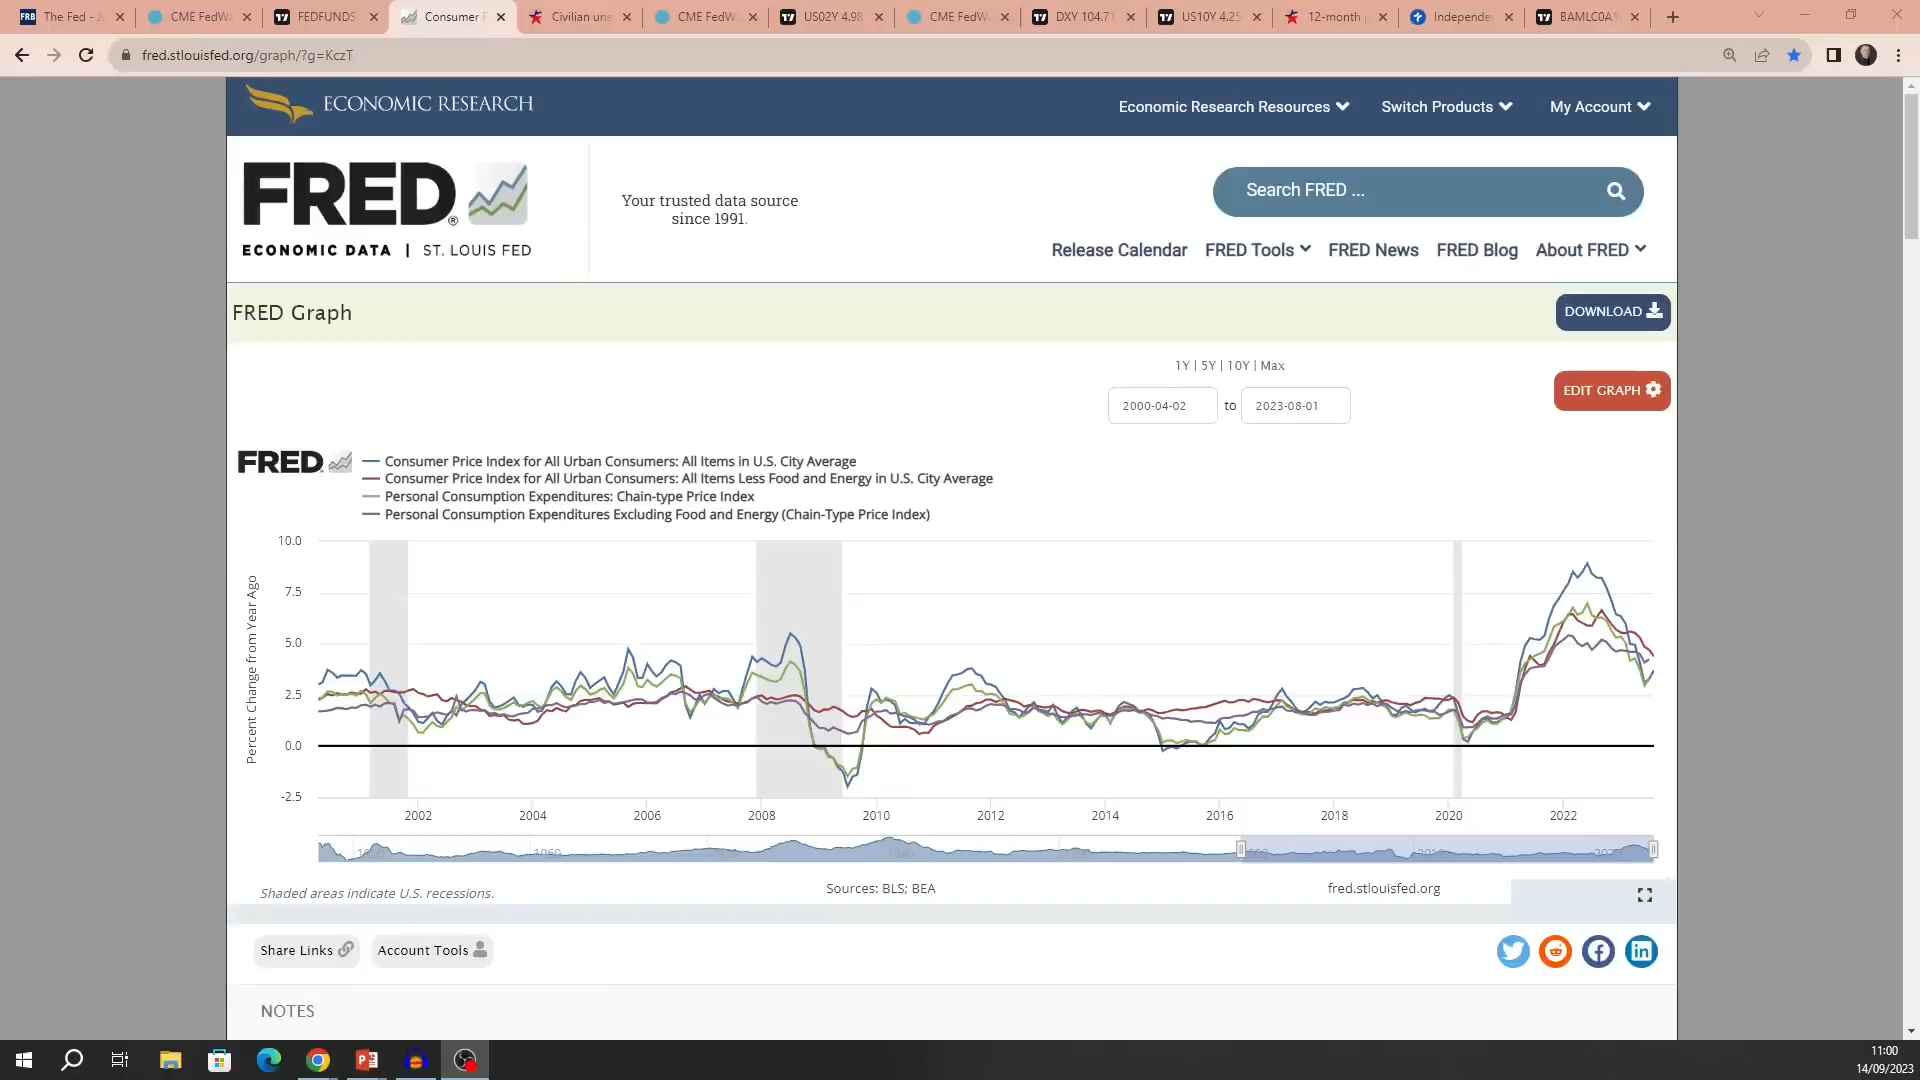 The Fed - Ju
CME FedWa
FEDFUNDS
Consumer P
Civilian une
CME FedWa
US02Y 4.98
CME FedWa
DXY 104.71
US10Y 4.25
12-month p
Independen
BAMLC0A1
fred.stlouisfed.org/graph/?g=KczT
ECONOMIC RESEARCH
Economic Research Resources
Switch Products
My Account
FRED®
ECONOMIC DATA | ST. LOUIS FED
Your trusted data source
since 1991.
Search FRED ...
Release Calendar
FRED Tools
FRED News
FRED Blog
About FRED
FRED Graph
DOWNLOAD
1Y | 5Y | 10Y | Max
2000-04-02 to 2023-08-01
EDIT GRAPH
FRED
Consumer Price Index for All Urban Consumers: All Items in U.S. City Average
Consumer Price Index for All Urban Consumers: All Items Less Food and Energy in U.S. City Average
Personal Consumption Expenditures: Chain-type Price Index
Personal Consumption Expenditures Excluding Food and Energy (Chain-Type Price Index)
Percent Change from Year Ago
10.0
7.5
5.0
2.5
0.0
-2.5
2002 2004 2006 2008 2010 2012 2014 2016 2018 2020 2022
1960
Shaded areas indicate U.S. recessions.
Sources: BLS; BEA
fred.stlouisfed.org
Share Links
Account Tools
NOTES
11:00
14/09/2023